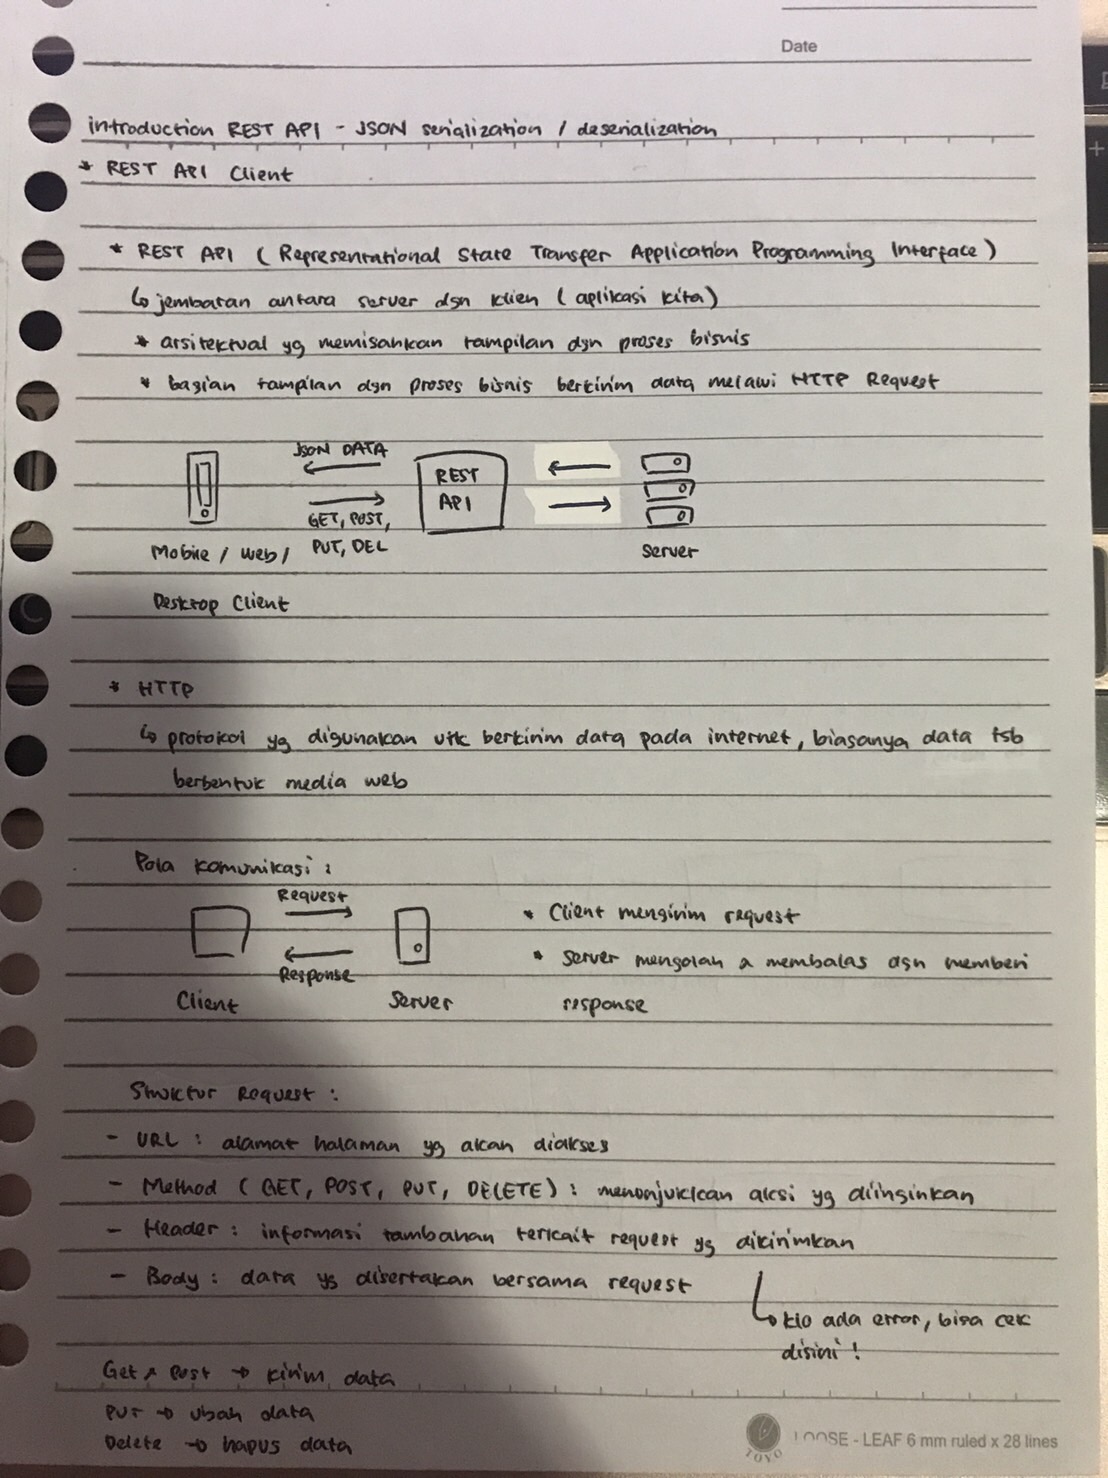 Date
introduction REST API - JSON serialization / deserialization
* REST API Client
* REST API ( Representational State Transfer Application Programming Interface )
↳ jembatan antara server dgn klien ( aplikasi kita )
* arsitektual yg memisahkan tampilan dgn proses bisnis
* bagian tampilan dgn proses bisnis berkirim data melalui HTTP Request
JSON DATA
REST
API
GET, POST,
PUT, DEL
Mobile / Web /
Desktop Client
Server
* HTTP
↳ protokol yg digunakan utk berkirim data pada internet, biasanya data tsb
berbentuk media web
Pola komunikasi :
Request
Response
Client
Server
* Client mengirim request
* Server mengolah & membalas dgn memberi
response
Struktur Request :
- URL : alamat halaman yg akan diakses
- Method ( GET, POST, PUT, DELETE ) : menunjukkan aksi yg diinginkan
- Header : informasi tambahan terkait request yg dikirimkan
- Body : data yg disertakan bersama request
↳ klo ada error, bisa cek
disini !
Get & Post → kirim data
PUT → ubah data
Delete → hapus data
TOYO
LOOSE - LEAF 6 mm ruled x 28 lines